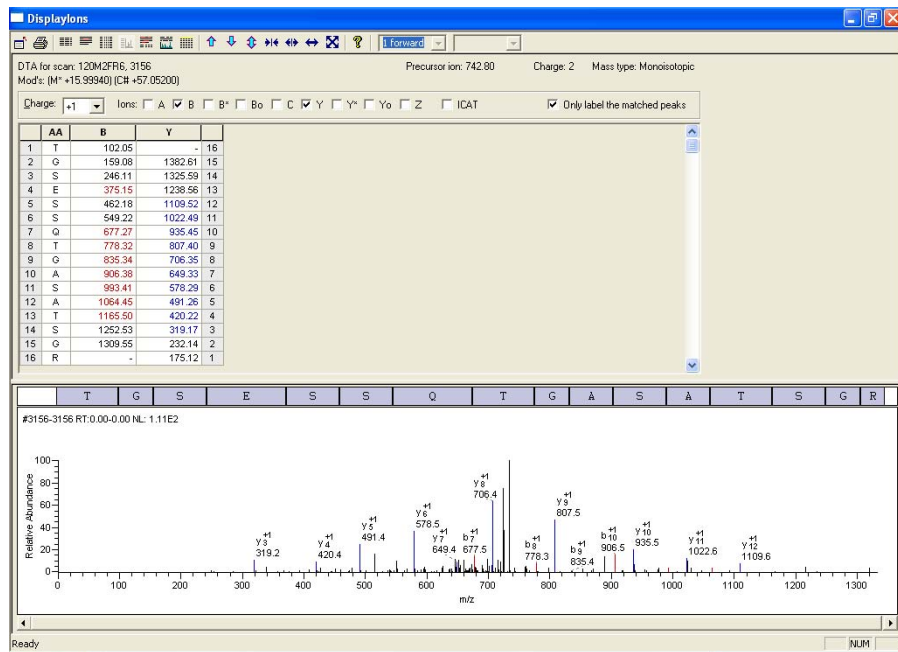 DisplayIons
1 forward
DTA for scan: 120M2FR6, 3156 Precursor ion: 742.80 Charge: 2 Mass type: Monoisotopic
Mod's: (M* +15.99940) (C# +57.05200)
Charge: +1 Ions: A B B* Bo C Y Y* Yo Z ICAT Only label the matched peaks
AA B Y
1 T 102.05 - 16
2 G 159.08 1382.61 15
3 S 246.11 1325.59 14
4 E 375.15 1238.56 13
5 S 462.18 1109.52 12
6 S 549.22 1022.49 11
7 Q 677.27 935.45 10
8 T 778.32 807.40 9
9 G 835.34 706.35 8
10 A 906.38 649.33 7
11 S 993.41 578.29 6
12 A 1064.45 491.26 5
13 T 1165.50 420.22 4
14 S 1252.53 319.17 3
15 G 1309.55 232.14 2
16 R - 175.12 1
T G S E S S Q T G A S A T S G R
#3156-3156 RT:0.00-0.00 NL: 1.11E2
Relative Abundance
100
80
60
40
20
0
y3 +1
319.2
y4 +1
420.4
y5 +1
491.4
y6 +1
578.5
y7 +1
649.4
b7 +1
677.5
y8 +1
706.4
b8 +1
778.3
y9 +1
807.5
b9 +1
835.4
b10 +1
906.5
y10 +1
935.5
y11 +1
1022.6
y12 +1
1109.6
0 100 200 300 400 500 600 700 800 900 1000 1100 1200 1300
m/z
Ready NUM